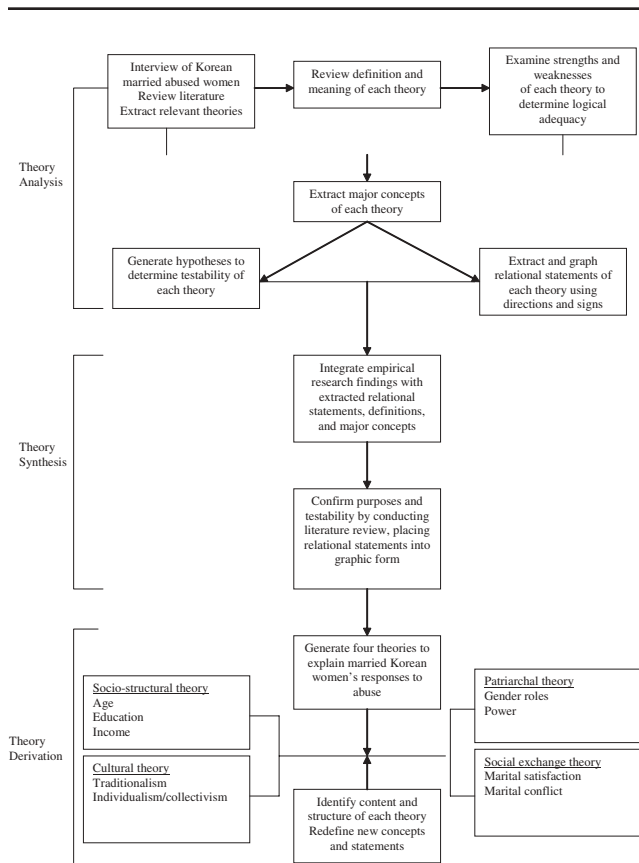 Interview of Korean
married abused women
Review literature
Extract relevant theories
Review definition and
meaning of each theory
Examine strengths and
weaknesses
of each theory to
determine logical
adequacy
Theory
Analysis
Extract major concepts
of each theory
Generate hypotheses to
determine testability of
each theory
Extract and graph
relational statements of
each theory using
directions and signs
Integrate empirical
research findings with
extracted relational
statements, definitions,
and major concepts
Theory
Synthesis
Confirm purposes and
testability by conducting
literature review, placing
relational statements into
graphic form
Generate four theories to
explain married Korean
women's responses to
abuse
Socio-structural theory
Age
Education
Income
Patriarchal theory
Gender roles
Power
Theory
Derivation
Cultural theory
Traditionalism
Individualism/collectivism
Social exchange theory
Marital satisfaction
Marital conflict
Identify content and
structure of each theory
Redefine new concepts
and statements